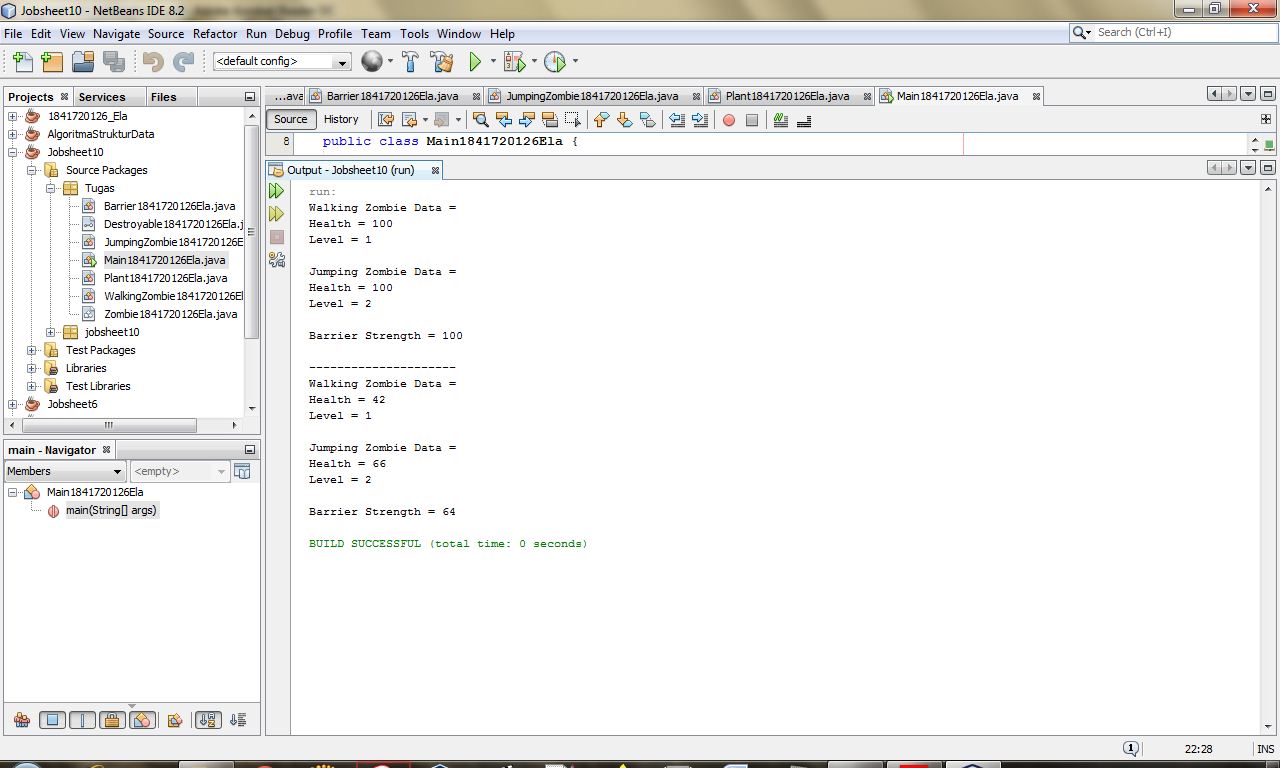 Jobsheet10 - NetBeans IDE 8.2
File Edit View Navigate Source Refactor Run Debug Profile Team Tools Window Help
Search (Ctrl+I)
<default config>
Projects Services Files
1841720126_Ela
AlgoritmaStrukturData
Jobsheet10
Source Packages
Tugas
Barrier1841720126Ela.java
Destroyable1841720126Ela.j
JumpingZombie1841720126E
Main1841720126Ela.java
Plant1841720126Ela.java
WalkingZombie1841720126El
Zombie1841720126Ela.java
jobsheet10
Test Packages
Libraries
Test Libraries
Jobsheet6
main - Navigator
Members <empty>
Main1841720126Ela
main(String[] args)
...ava Barrier1841720126Ela.java JumpingZombie1841720126Ela.java Plant1841720126Ela.java Main1841720126Ela.java
Source History
8 public class Main1841720126Ela {
Output - Jobsheet10 (run)
run:
Walking Zombie Data =
Health = 100
Level = 1
Jumping Zombie Data =
Health = 100
Level = 2
Barrier Strength = 100
---------------------
Walking Zombie Data =
Health = 42
Level = 1
Jumping Zombie Data =
Health = 66
Level = 2
Barrier Strength = 64
BUILD SUCCESSFUL (total time: 0 seconds)
1 22:28 INS